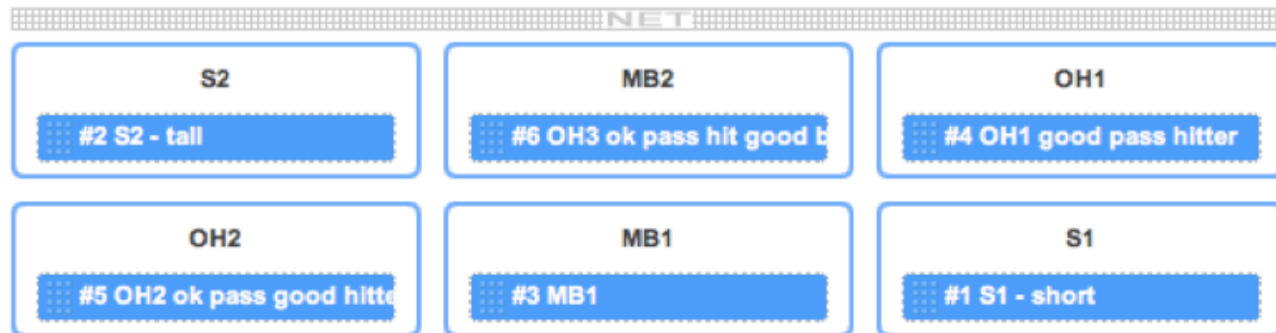 NET
S2 MB2 OH1
#2 S2 - tall #6 OH3 ok pass hit good b #4 OH1 good pass hitter
OH2 MB1 S1
#5 OH2 ok pass good hitte #3 MB1 #1 S1 - short